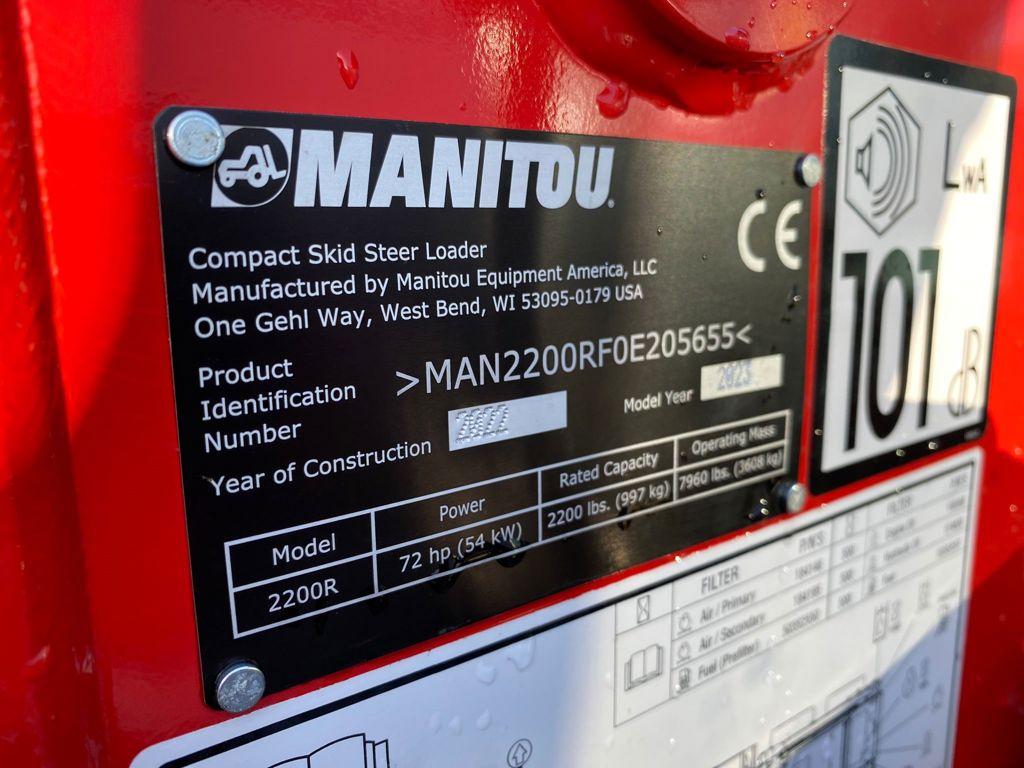 MANITOU
CE
Compact Skid Steer Loader
Manufactured by Manitou Equipment America, LLC
One Gehl Way, West Bend, WI 53095-0179 USA
Product
Identification
Number
>MAN2200RF0E205655<
Year of Construction 2022
Model Year 2023
Model Power Rated Capacity Operating Mass
2200R 72 hp (54 kW) 2200 lbs. (997 kg) 7960 lbs. (3608 kg)
LWA
101
dB
FILTER P/N'S
Air / Primary
Air / Secondary
Fuel (Prefilter)
FILTER